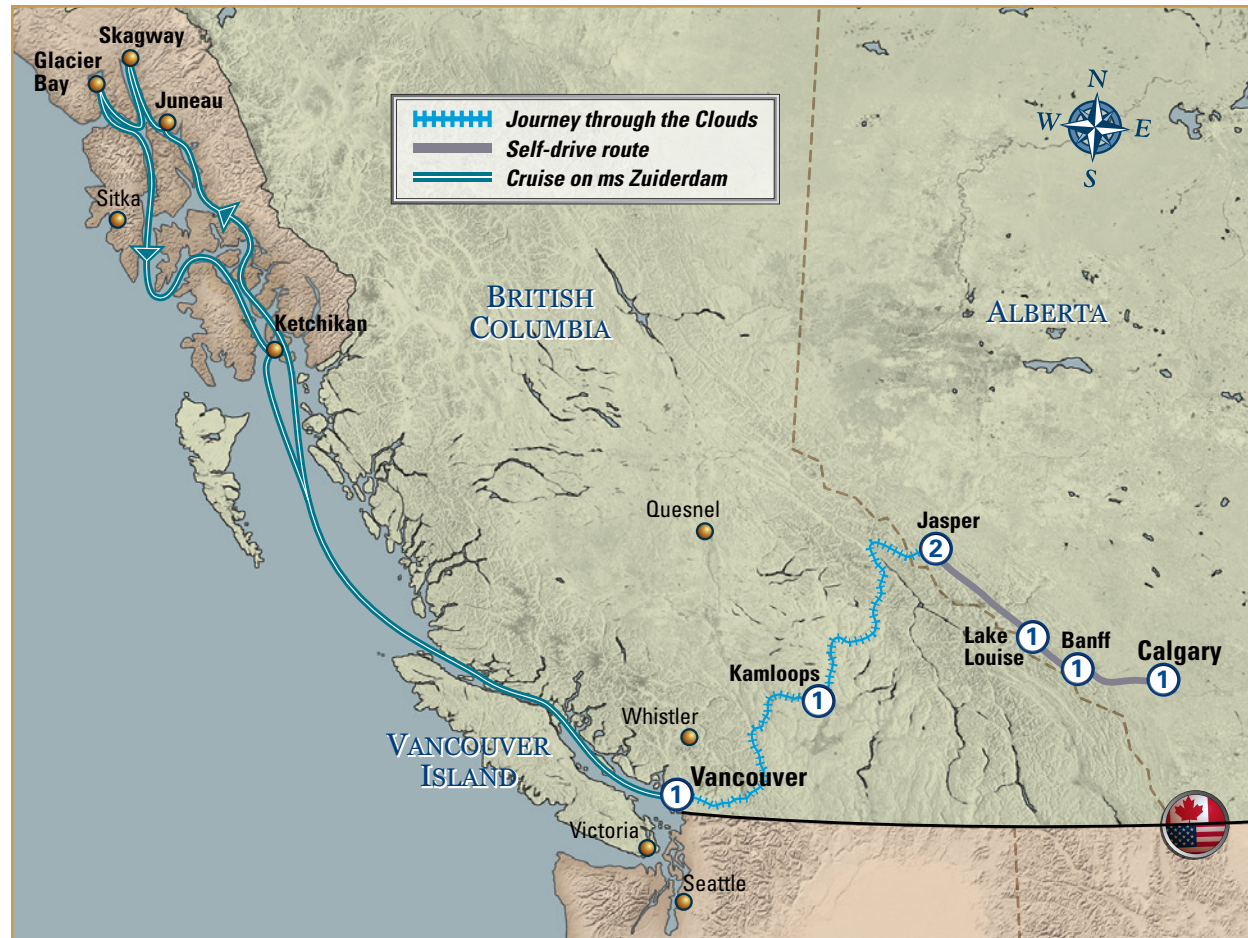 Skagway
Glacier
Bay
Juneau
Sitka
Ketchikan
Journey through the Clouds
Self-drive route
Cruise on ms Zuiderdam
N
W
E
S
BRITISH
COLUMBIA
ALBERTA
Quesnel
Jasper
2
Lake
Louise
1
Banff
1
Calgary
1
Kamloops
1
Whistler
VANCOUVER
ISLAND
Vancouver
1
Victoria
Seattle